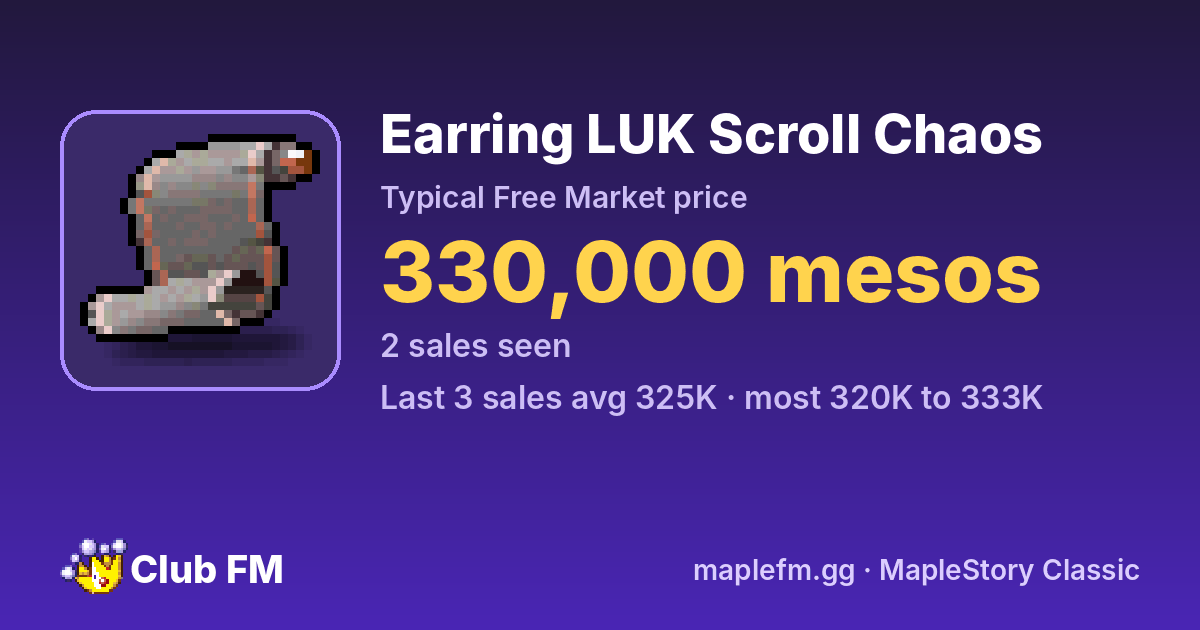 Earring LUK Scroll Chaos
Typical Free Market price
330,000 mesos
2 sales seen
Last 3 sales avg 325K · most 320K to 333K
Club FM
maplefm.gg · MapleStory Classic